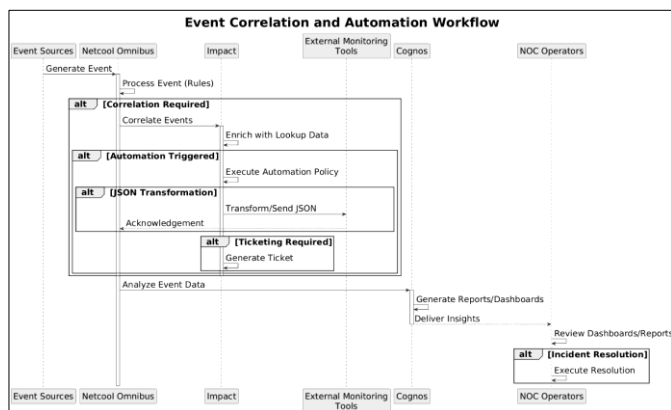 Event Correlation and Automation Workflow
Event Sources
Netcool Omnibus
Impact
External Monitoring
Tools
Cognos
NOC Operators
Generate Event
Process Event (Rules)
alt [Correlation Required]
Correlate Events
Enrich with Lookup Data
alt [Automation Triggered]
Execute Automation Policy
alt [JSON Transformation]
Transform/Send JSON
Acknowledgement
alt [Ticketing Required]
Generate Ticket
Analyze Event Data
Generate Reports/Dashboards
Deliver Insights
Review Dashboards/Reports
alt [Incident Resolution]
Execute Resolution
Event Sources
Netcool Omnibus
Impact
External Monitoring
Tools
Cognos
NOC Operators